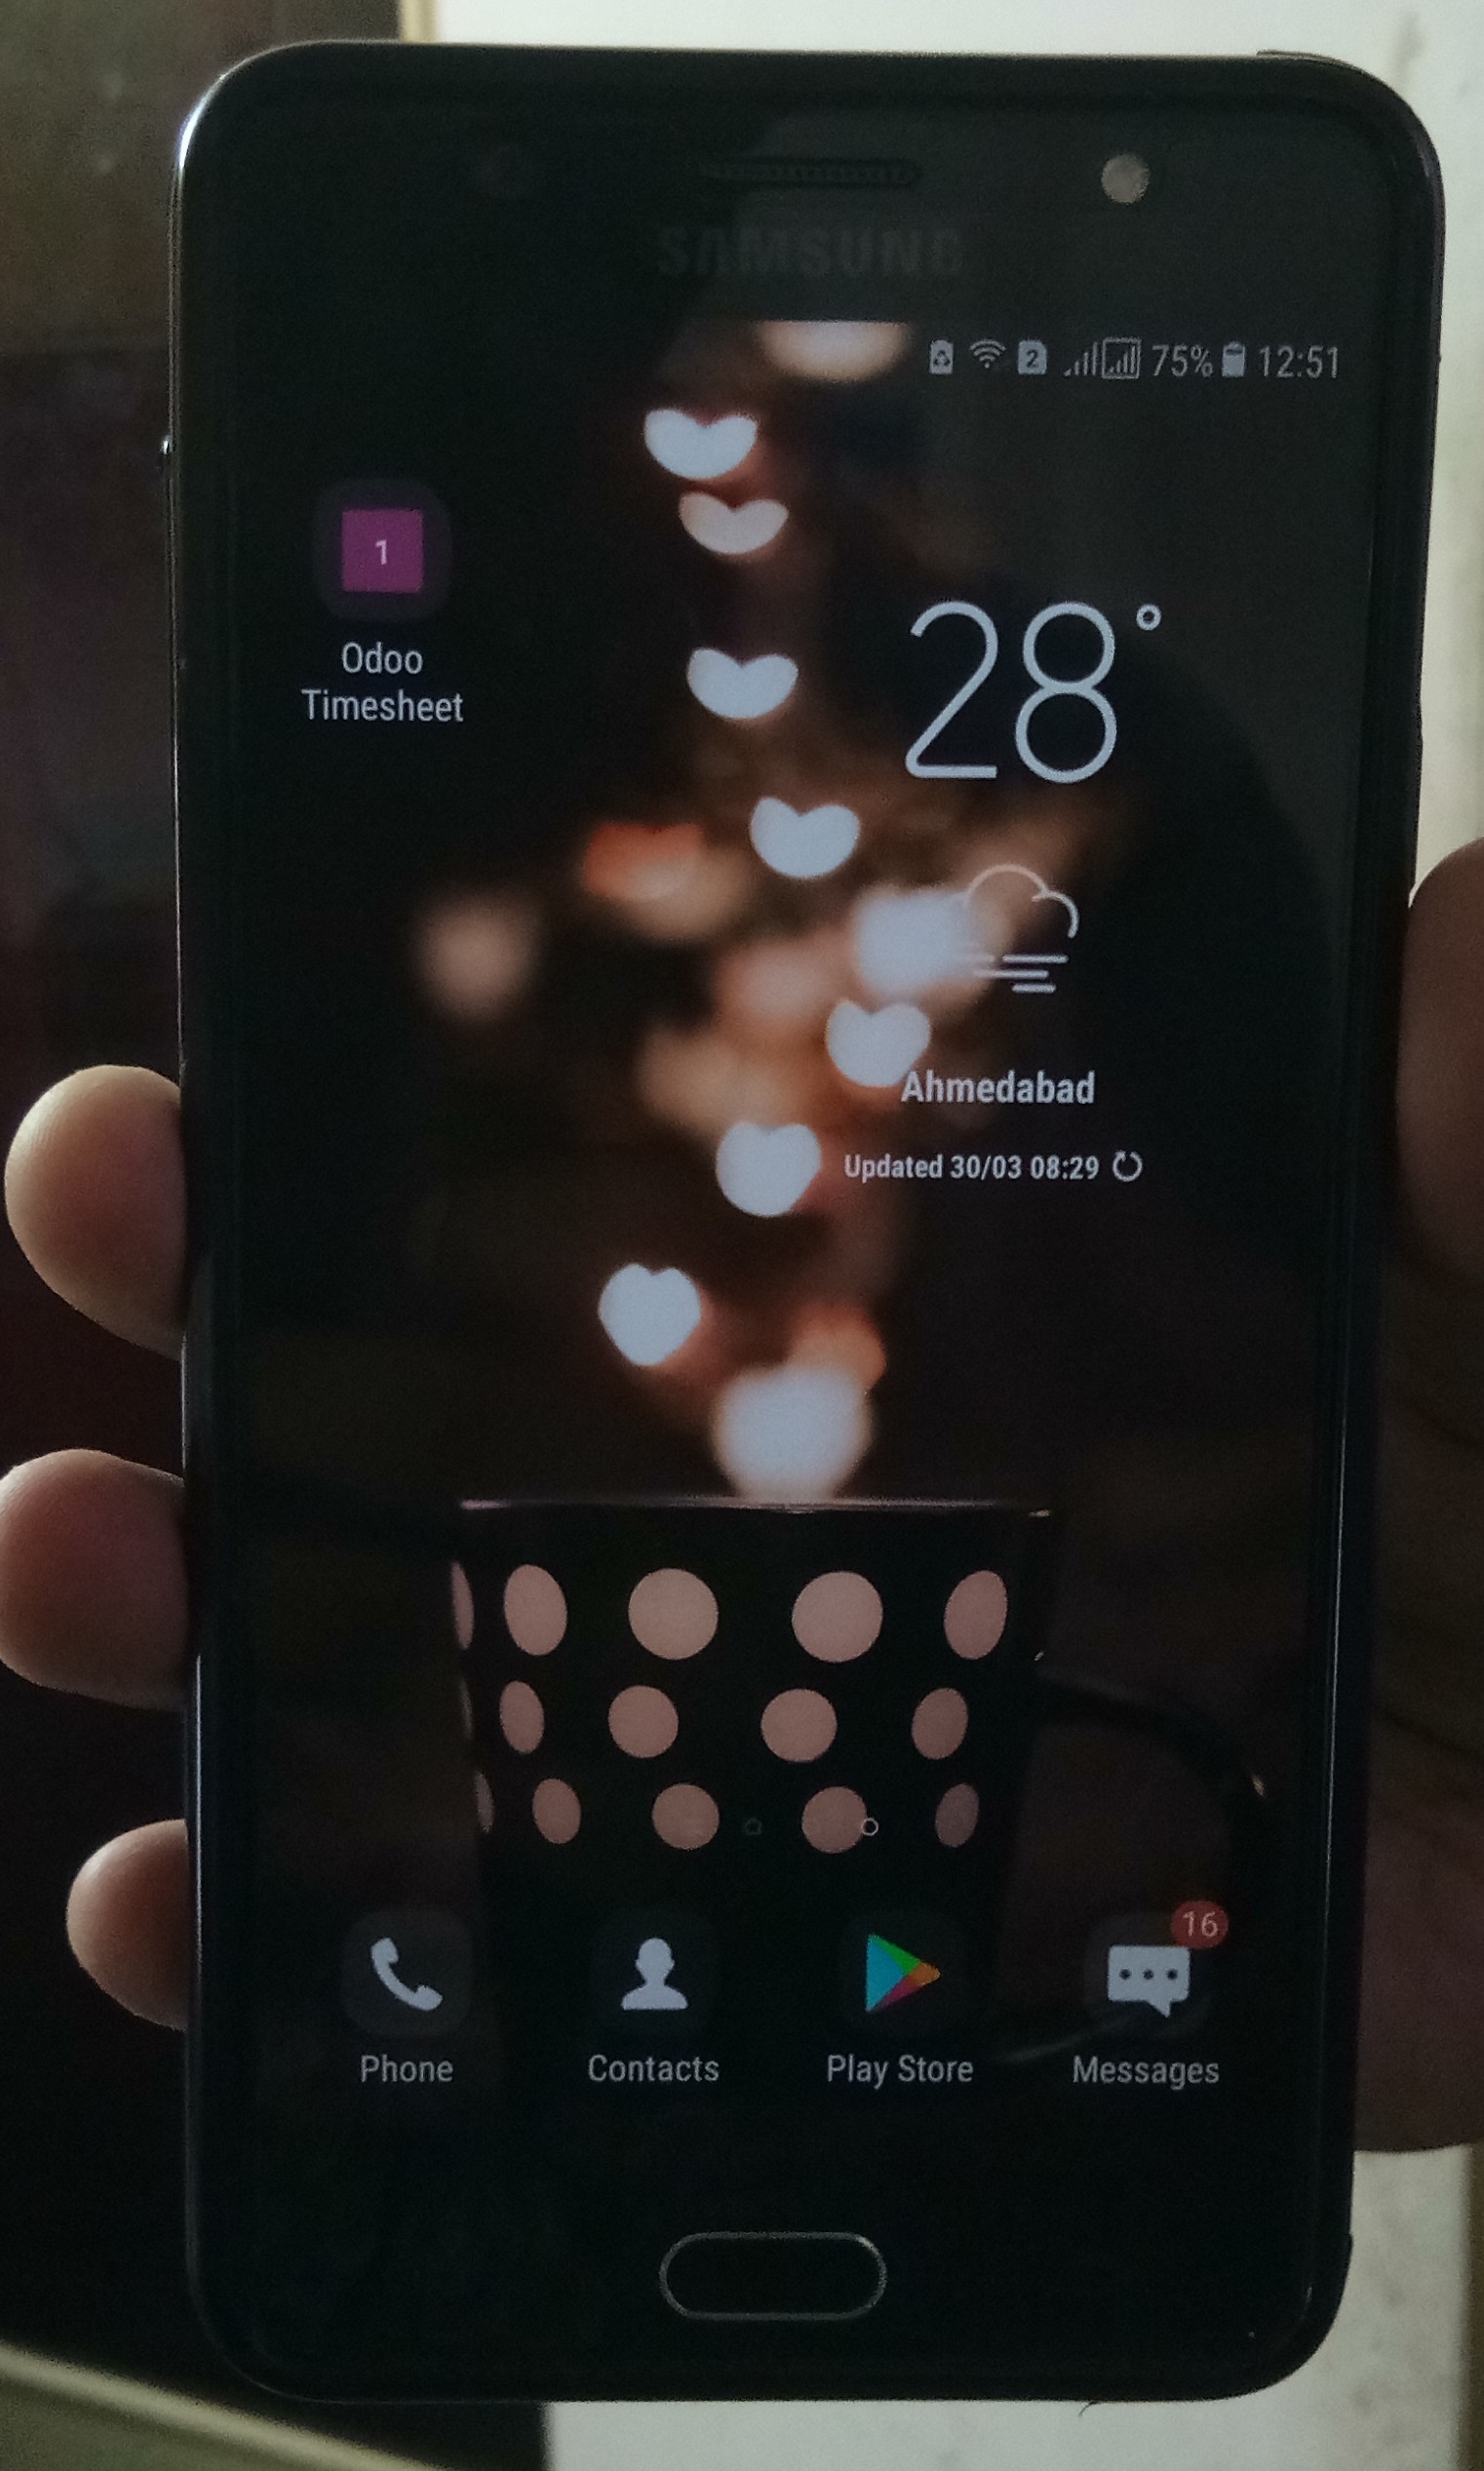 SAMSUNG
2 75% 12:51
1
Odoo
Timesheet
28°
Ahmedabad
Updated 30/03 08:29
16
Phone
Contacts
Play Store
Messages